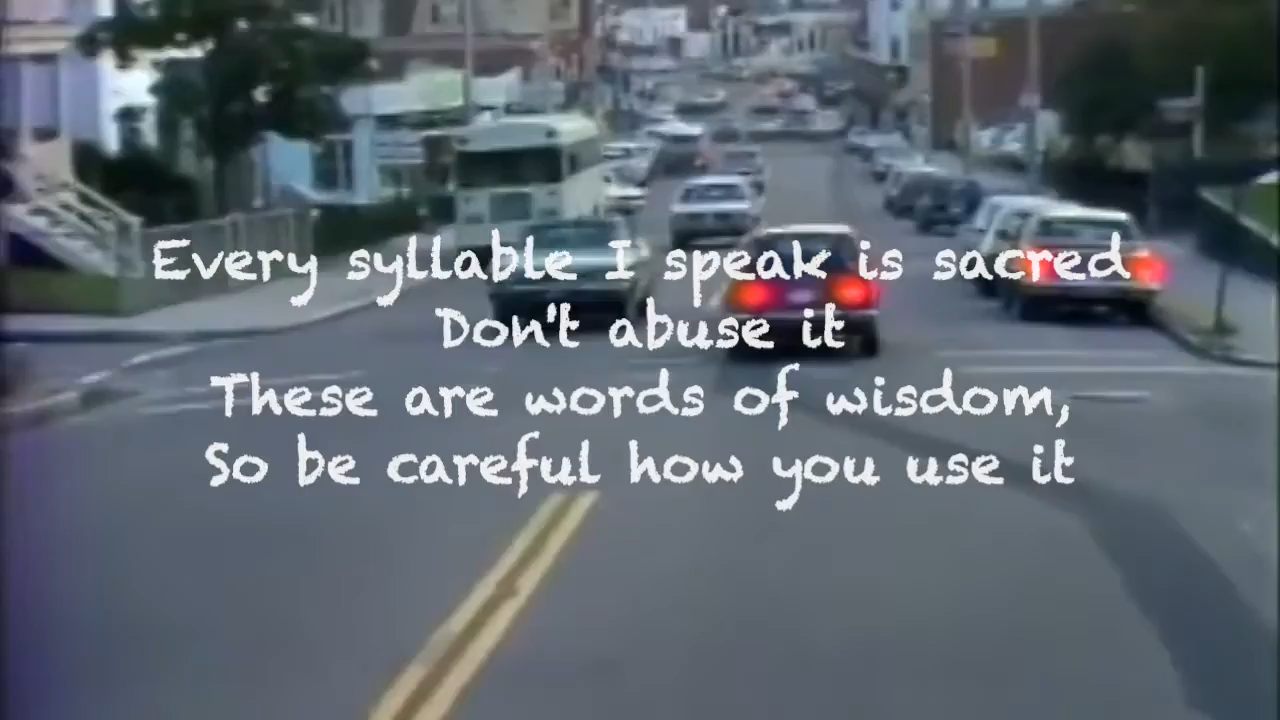 Every syllable I speak is sacred
Don't abuse it
These are words of wisdom,
So be careful how you use it